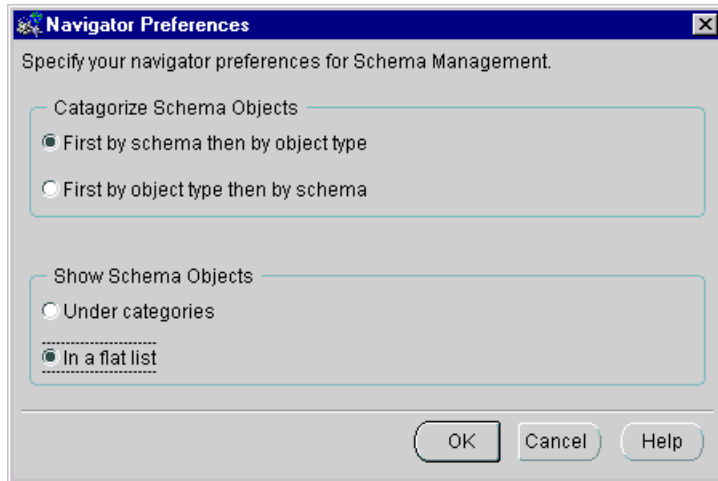 Navigator Preferences
Specify your navigator preferences for Schema Management.
Catagorize Schema Objects
First by schema then by object type
First by object type then by schema
Show Schema Objects
Under categories
In a flat list
OK Cancel Help